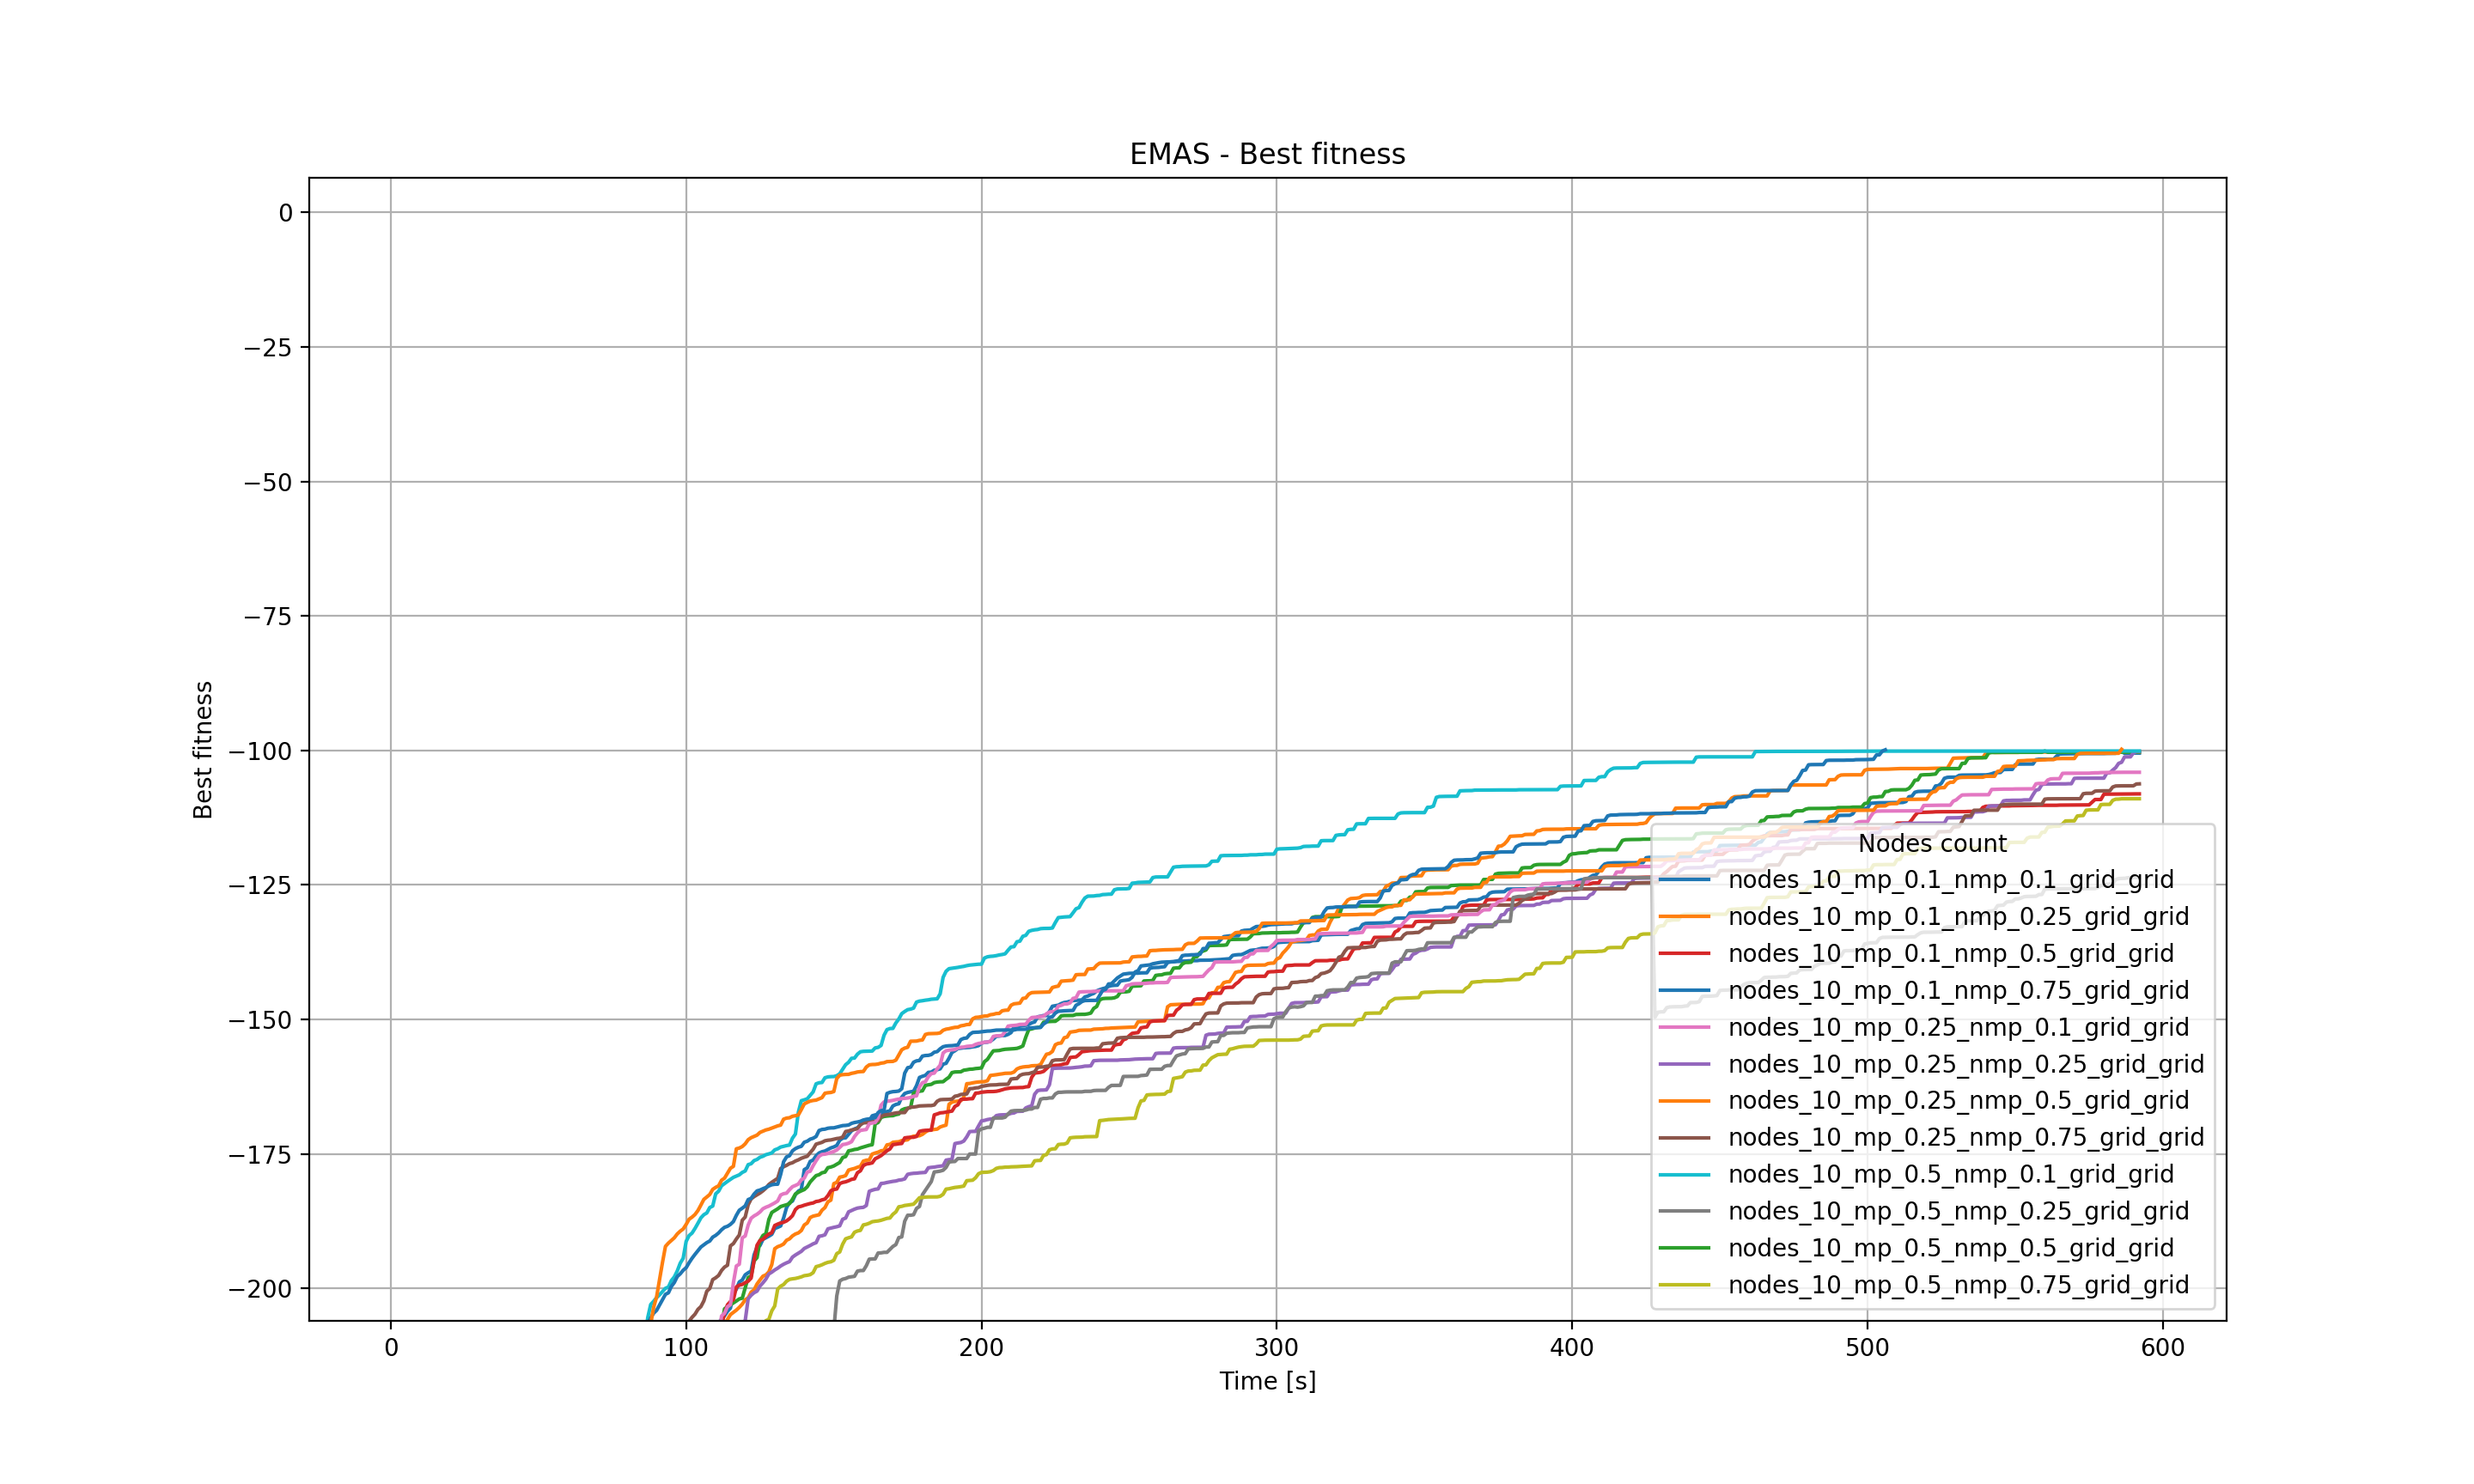 EMAS - Best fitness
Best fitness
0
−25
−50
−75
−100
−125
−150
−175
−200
Nodes count
nodes_10_mp_0.1_nmp_0.1_grid_grid
nodes_10_mp_0.1_nmp_0.25_grid_grid
nodes_10_mp_0.1_nmp_0.5_grid_grid
nodes_10_mp_0.1_nmp_0.75_grid_grid
nodes_10_mp_0.25_nmp_0.1_grid_grid
nodes_10_mp_0.25_nmp_0.25_grid_grid
nodes_10_mp_0.25_nmp_0.5_grid_grid
nodes_10_mp_0.25_nmp_0.75_grid_grid
nodes_10_mp_0.5_nmp_0.1_grid_grid
nodes_10_mp_0.5_nmp_0.25_grid_grid
nodes_10_mp_0.5_nmp_0.5_grid_grid
nodes_10_mp_0.5_nmp_0.75_grid_grid
0 100 200 300 400 500 600
Time [s]